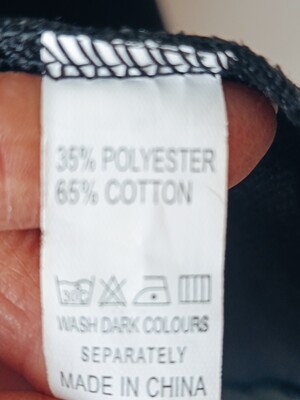 35% POLYESTER
65% COTTON
WASH DARK COLOURS
SEPARATELY
MADE IN CHINA